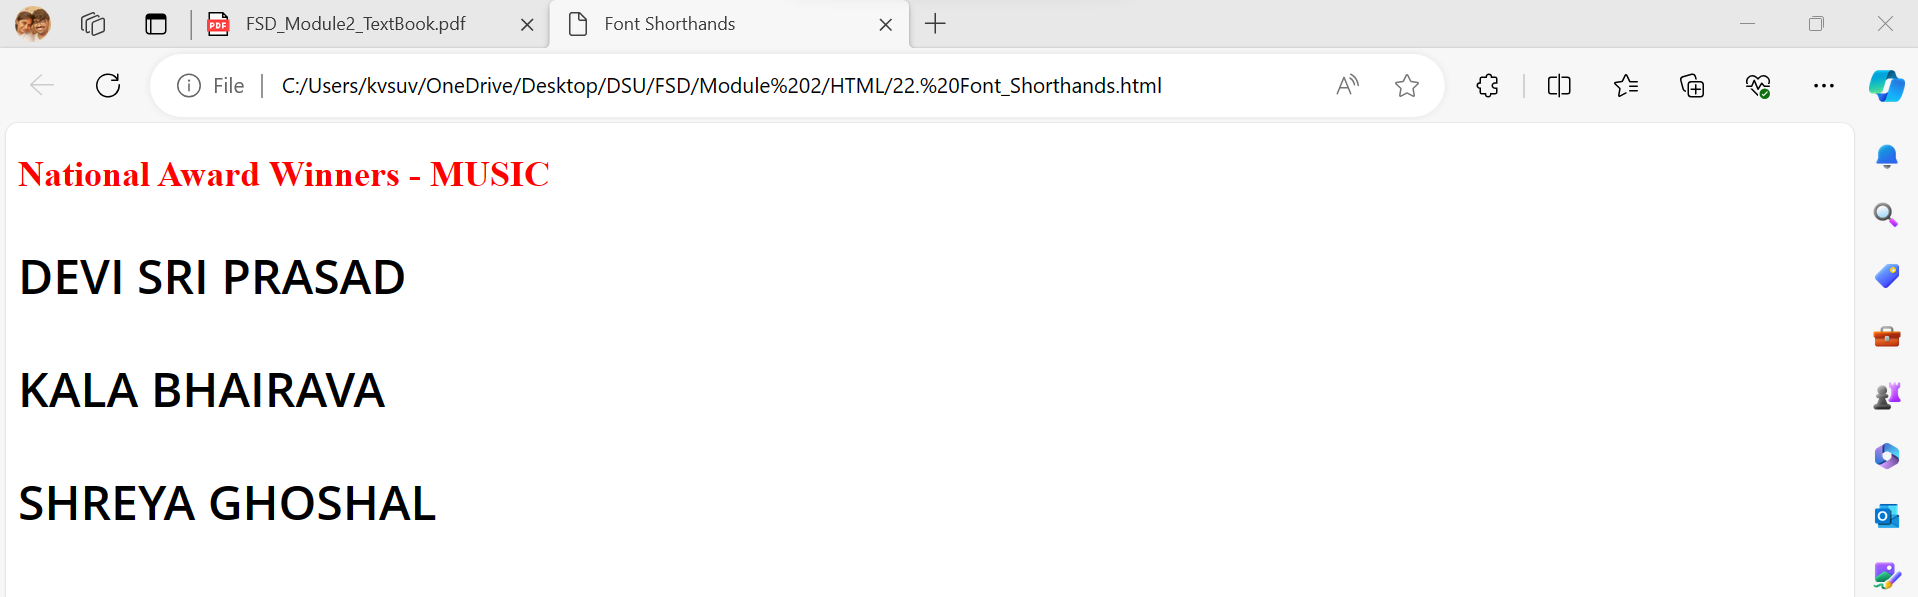 FSD_Module2_TextBook.pdf
Font Shorthands
File
C:/Users/kvsuv/OneDrive/Desktop/DSU/FSD/Module%202/HTML/22.%20Font_Shorthands.html
National Award Winners - MUSIC
DEVI SRI PRASAD
KALA BHAIRAVA
SHREYA GHOSHAL